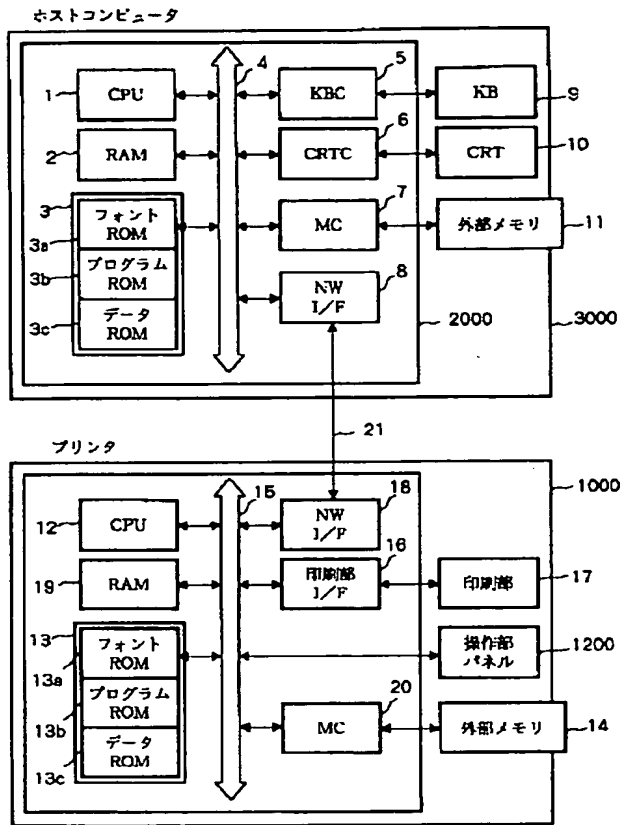 ホストコンピュータ
4
5
1
CPU
KBC
KB
9
6
2
RAM
CRTC
CRT
10
3
7
3a
フォント
ROM
MC
外部メモリ
11
3b
プログラム
ROM
8
3c
データ
ROM
NW
I/F
2000
3000
21
プリンタ
15
18
1000
12
CPU
NW
I/F
16
19
RAM
印刷部
I/F
印刷部
17
13
13a
フォント
ROM
操作部
パネル
1200
13b
プログラム
ROM
20
13c
データ
ROM
MC
外部メモリ
14